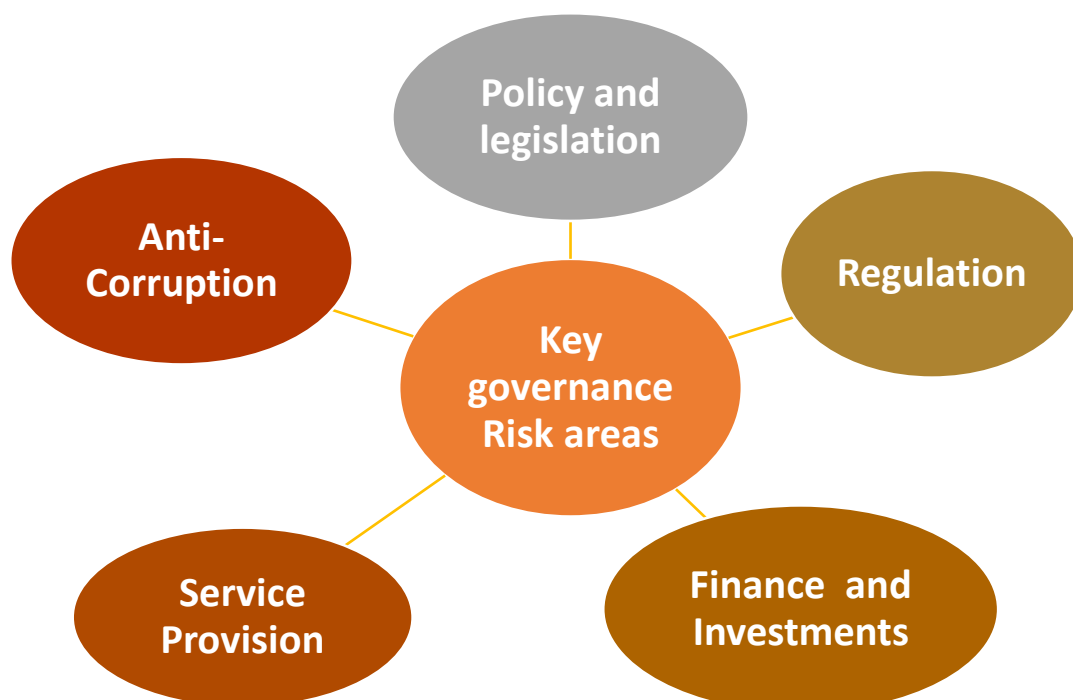 Policy and
legislation
Anti-
Corruption
Regulation
Key
governance
Risk areas
Service
Provision
Finance  and
Investments